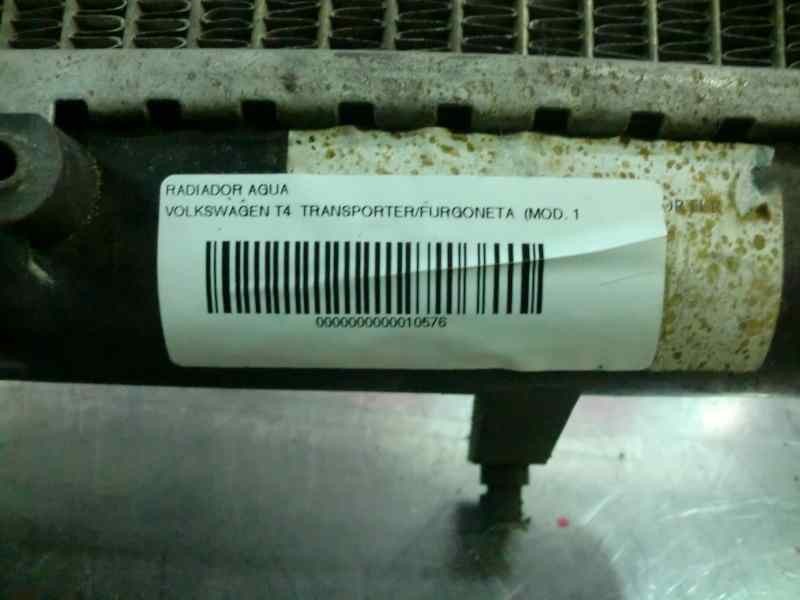 RADIADOR AGUA
VOLKSWAGEN T4 TRANSPORTER/FURGONETA (MOD. 1
0000000000010576